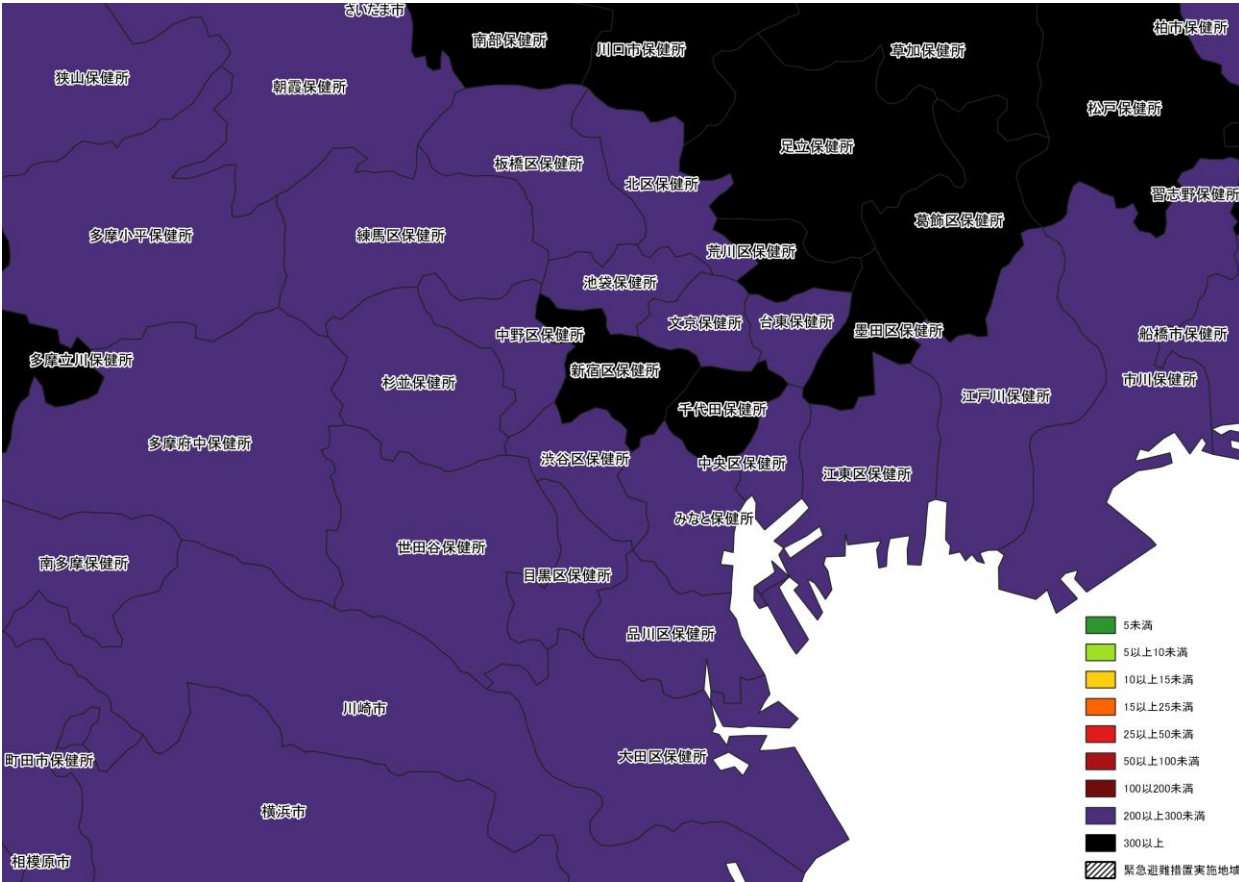 さいたま市
柏市保健所
南部保健所
川口市保健所
草加保健所
狭山保健所
朝霞保健所
松戸保健所
足立保健所
板橋区保健所
北区保健所
習志野保健所
葛飾区保健所
多摩小平保健所
練馬区保健所
荒川区保健所
池袋保健所
文京保健所
台東保健所
中野区保健所
墨田区保健所
船橋市保健所
多摩立川保健所
新宿区保健所
杉並保健所
市川保健所
江戸川保健所
千代田保健所
多摩府中保健所
渋谷区保健所
中央区保健所
江東区保健所
みなと保健所
世田谷保健所
南多摩保健所
目黒区保健所
品川区保健所
川崎市
大田区保健所
町田市保健所
横浜市
相模原市
5未満
5以上10未満
10以上15未満
15以上25未満
25以上50未満
50以上100未満
100以200未満
200以上300未満
300以上
緊急避難措置実施地域